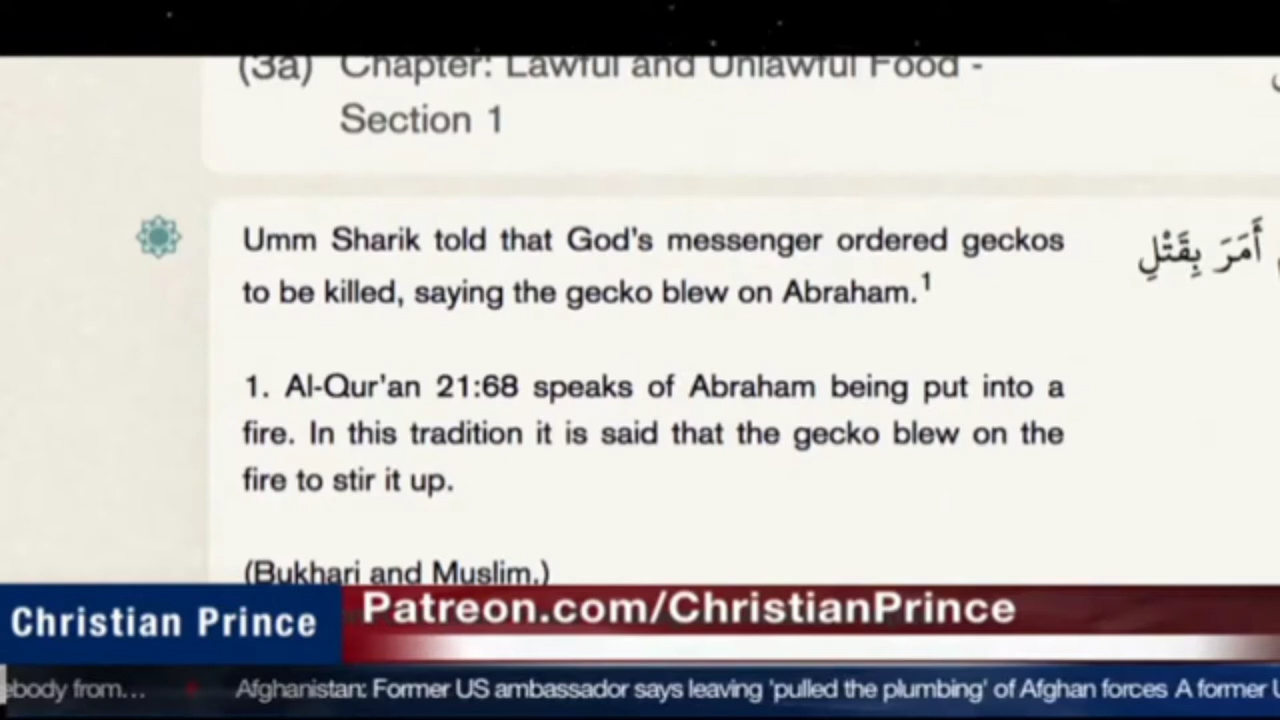 (3a) Chapter: Lawful and Unlawful Food -
Section 1
Umm Sharik told that God's messenger ordered geckos
to be killed, saying the gecko blew on Abraham.¹
أَمَرَ بِقَتْلِ
1. Al-Qur'an 21:68 speaks of Abraham being put into a
fire. In this tradition it is said that the gecko blew on the
fire to stir it up.
(Bukhari and Muslim.)
Christian Prince
Patreon.com/ChristianPrince
from... Afghanistan: Former US ambassador says leaving 'pulled the plumbing' of Afghan forces A former